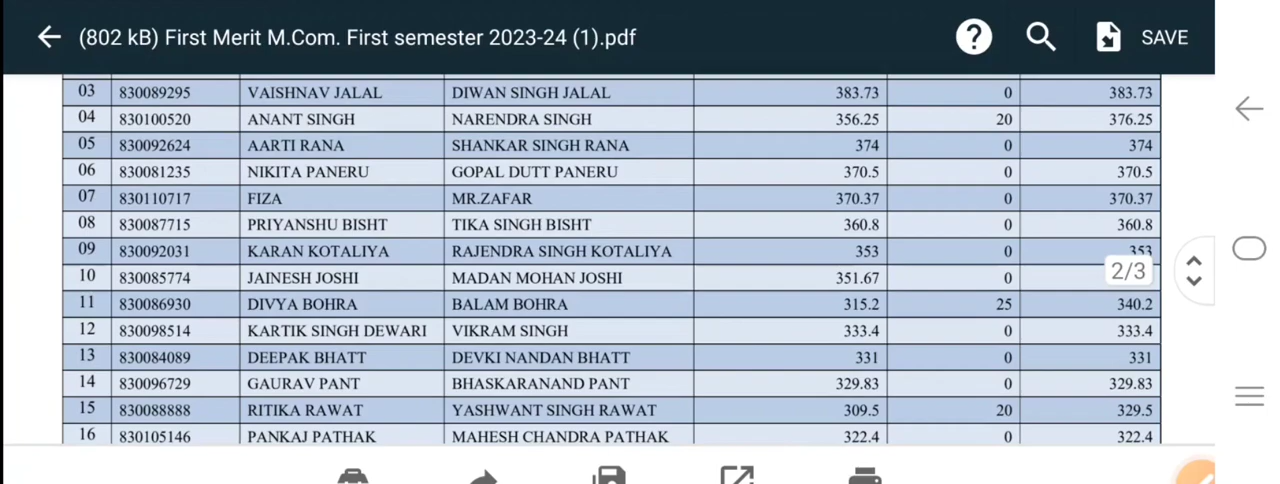 (802 kB) First Merit M.Com. First semester 2023-24 (1).pdf ? SAVE
03 830089295 VAISHNAV JALAL DIWAN SINGH JALAL 383.73 0 383.73
04 830100520 ANANT SINGH NARENDRA SINGH 356.25 20 376.25
05 830092624 AARTI RANA SHANKAR SINGH RANA 374 0 374
06 830081235 NIKITA PANERU GOPAL DUTT PANERU 370.5 0 370.5
07 830110717 FIZA MR.ZAFAR 370.37 0 370.37
08 830087715 PRIYANSHU BISHT TIKA SINGH BISHT 360.8 0 360.8
09 830092031 KARAN KOTALIYA RAJENDRA SINGH KOTALIYA 353 0 353
10 830085774 JAINESH JOSHI MADAN MOHAN JOSHI 351.67 0
2/3
11 830086930 DIVYA BOHRA BALAM BOHRA 315.2 25 340.2
12 830098514 KARTIK SINGH DEWARI VIKRAM SINGH 333.4 0 333.4
13 830084089 DEEPAK BHATT DEVKI NANDAN BHATT 331 0 331
14 830096729 GAURAV PANT BHASKARANAND PANT 329.83 0 329.83
15 830088888 RITIKA RAWAT YASHWANT SINGH RAWAT 309.5 20 329.5
16 830105146 PANKAJ PATHAK MAHESH CHANDRA PATHAK 322.4 0 322.4